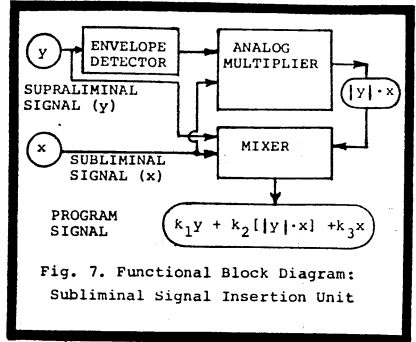 y
ENVELOPE
DETECTOR
ANALOG
MULTIPLIER
|y|·x
SUPRALIMINAL
SIGNAL (y)
x
SUBLIMINAL
SIGNAL (x)
MIXER
PROGRAM
SIGNAL
k₁y + k₂[|y|·x] +k₃x
Fig. 7. Functional Block Diagram:
Subliminal Signal Insertion Unit